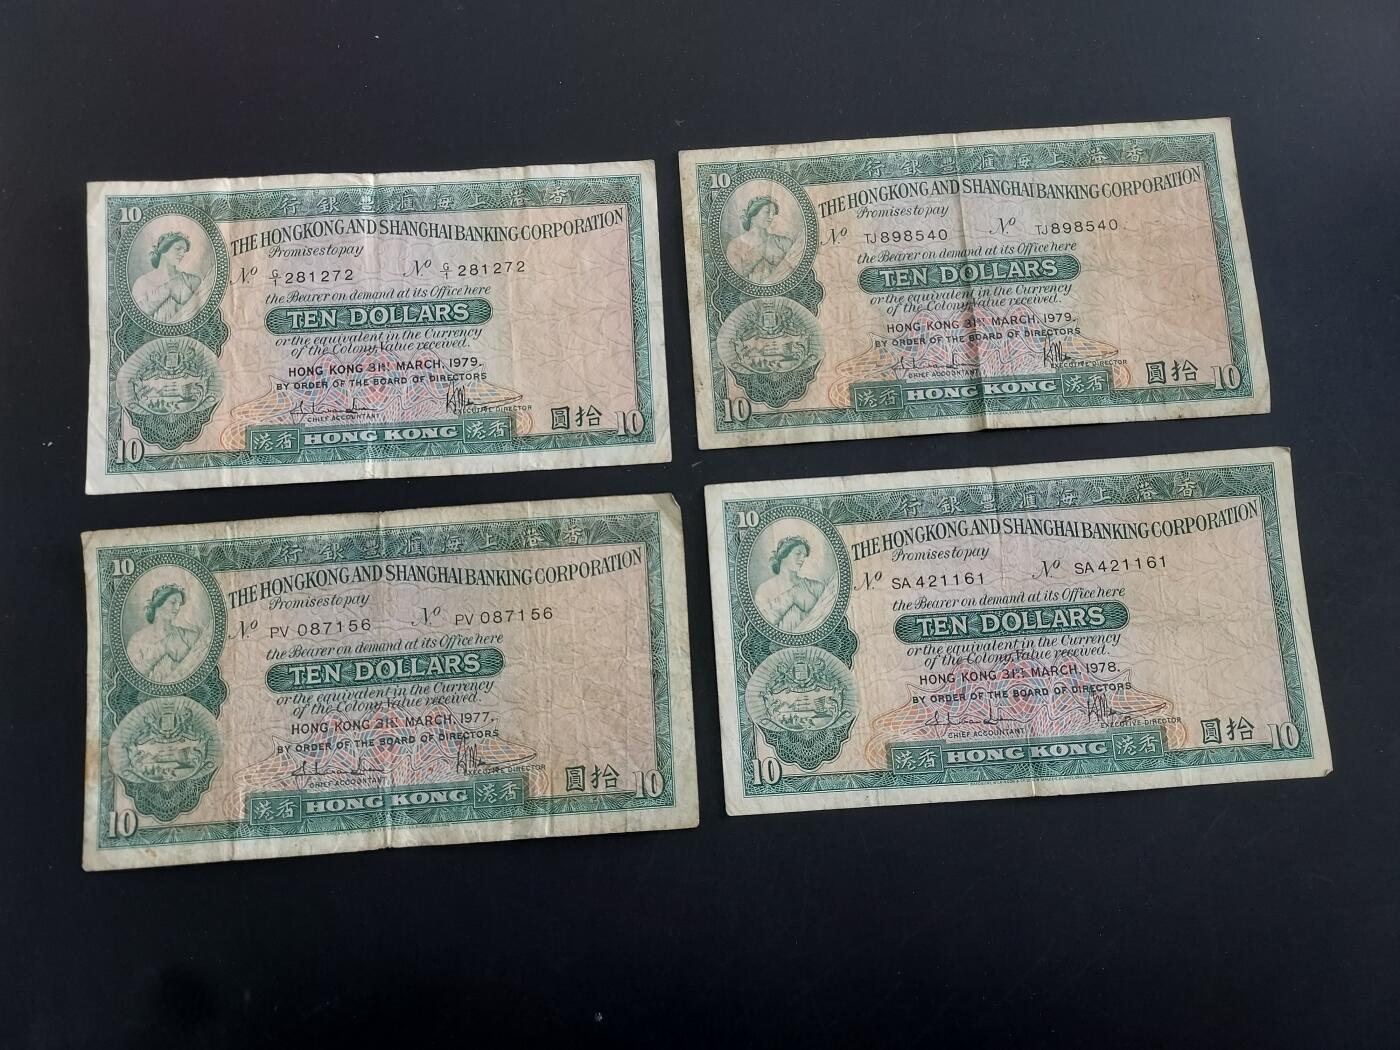 10
行銀豐滙海上港香
THE HONGKONG AND SHANGHAI BANKING CORPORATION
Promises to pay
No G/1 281272 No G/1 281272
the Bearer on demand at its Office here
TEN DOLLARS
or the equivalent in the Currency
of the Colony Value received.
HONG KONG 31ST MARCH, 1979.
BY ORDER OF THE BOARD OF DIRECTORS
CHIEF ACCOUNTANT EXECUTIVE DIRECTOR
圓拾
10 港香 HONG KONG 港香 10
10
行銀豐滙海上港香
THE HONGKONG AND SHANGHAI BANKING CORPORATION
Promises to pay
No TJ898540 No TJ898540
the Bearer on demand at its Office here
TEN DOLLARS
or the equivalent in the Currency
of the Colony Value received.
HONG KONG 31ST MARCH, 1979.
BY ORDER OF THE BOARD OF DIRECTORS
CHIEF ACCOUNTANT EXECUTIVE DIRECTOR
圓拾
10 港香 HONG KONG 港香 10
10
行銀豐滙海上港香
THE HONGKONG AND SHANGHAI BANKING CORPORATION
Promises to pay
No PV 087156 No PV 087156
the Bearer on demand at its Office here
TEN DOLLARS
or the equivalent in the Currency
of the Colony Value received.
HONG KONG 31ST MARCH, 1977.
BY ORDER OF THE BOARD OF DIRECTORS
CHIEF ACCOUNTANT EXECUTIVE DIRECTOR
圓拾
10 港香 HONG KONG 港香 10
10
行銀豐滙海上港香
THE HONGKONG AND SHANGHAI BANKING CORPORATION
Promises to pay
No SA 421161 No SA 421161
the Bearer on demand at its Office here
TEN DOLLARS
or the equivalent in the Currency
of the Colony Value received.
HONG KONG 31ST MARCH, 1978.
BY ORDER OF THE BOARD OF DIRECTORS
CHIEF ACCOUNTANT EXECUTIVE DIRECTOR
圓拾
10 港香 HONG KONG 港香 10